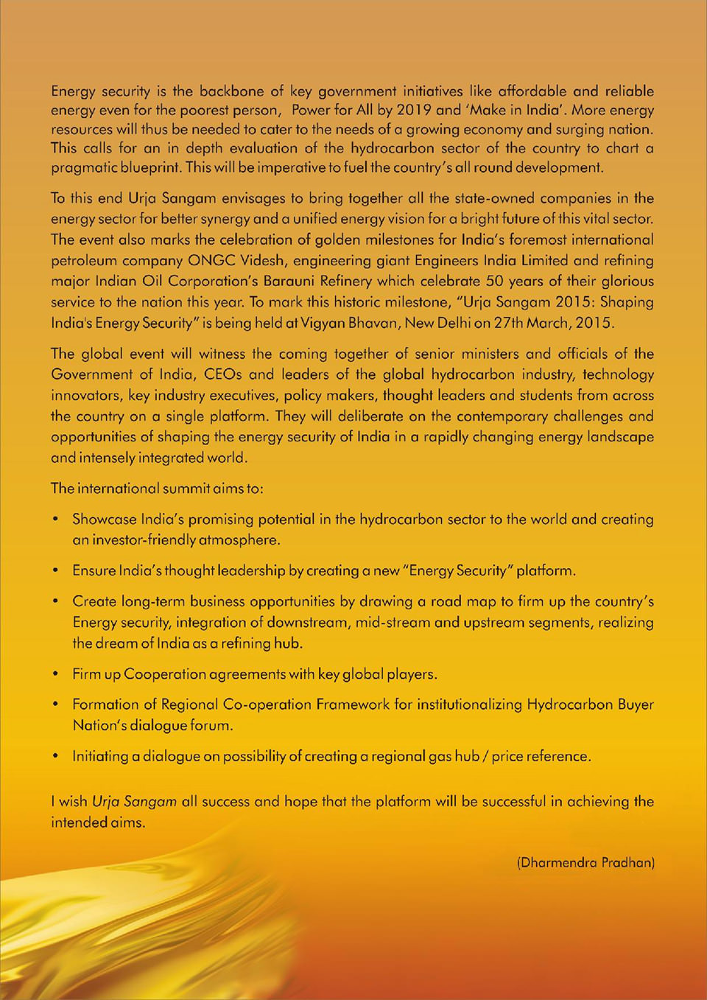 Energy security is the backbone of key government initiatives like affordable and reliable
energy even for the poorest person, Power for All by 2019 and ‘Make in India’. More energy
resources will thus be needed to cater to the needs of a growing economy and surging nation.
This calls for an in depth evaluation of the hydrocarbon sector of the country to chart a
pragmatic blueprint. This will be imperative to fuel the country’s all round development.
To this end Urja Sangam envisages to bring together all the state-owned companies in the
energy sector for better synergy and a unified energy vision for a bright future of this vital sector.
The event also marks the celebration of golden milestones for India’s foremost international
petroleum company ONGC Videsh, engineering giant Engineers India Limited and refining
major Indian Oil Corporation’s Barauni Refinery which celebrate 50 years of their glorious
service to the nation this year. To mark this historic milestone, “Urja Sangam 2015: Shaping
India's Energy Security” is being held at Vigyan Bhavan, New Delhi on 27th March, 2015.
The global event will witness the coming together of senior ministers and officials of the
Government of India, CEOs and leaders of the global hydrocarbon industry, technology
innovators, key industry executives, policy makers, thought leaders and students from across
the country on a single platform. They will deliberate on the contemporary challenges and
opportunities of shaping the energy security of India in a rapidly changing energy landscape
and intensely integrated world.
The international summit aims to:
• Showcase India’s promising potential in the hydrocarbon sector to the world and creating
an investor-friendly atmosphere.
• Ensure India’s thought leadership by creating a new “Energy Security” platform.
• Create long-term business opportunities by drawing a road map to firm up the country’s
Energy security, integration of downstream, mid-stream and upstream segments, realizing
the dream of India as a refining hub.
• Firm up Cooperation agreements with key global players.
• Formation of Regional Co-operation Framework for institutionalizing Hydrocarbon Buyer
Nation‘s dialogue forum.
• Initiating a dialogue on possibility of creating a regional gas hub / price reference.
I wish Urja Sangam all success and hope that the platform will be successful in achieving the
intended aims.
(Dharmendra Pradhan)